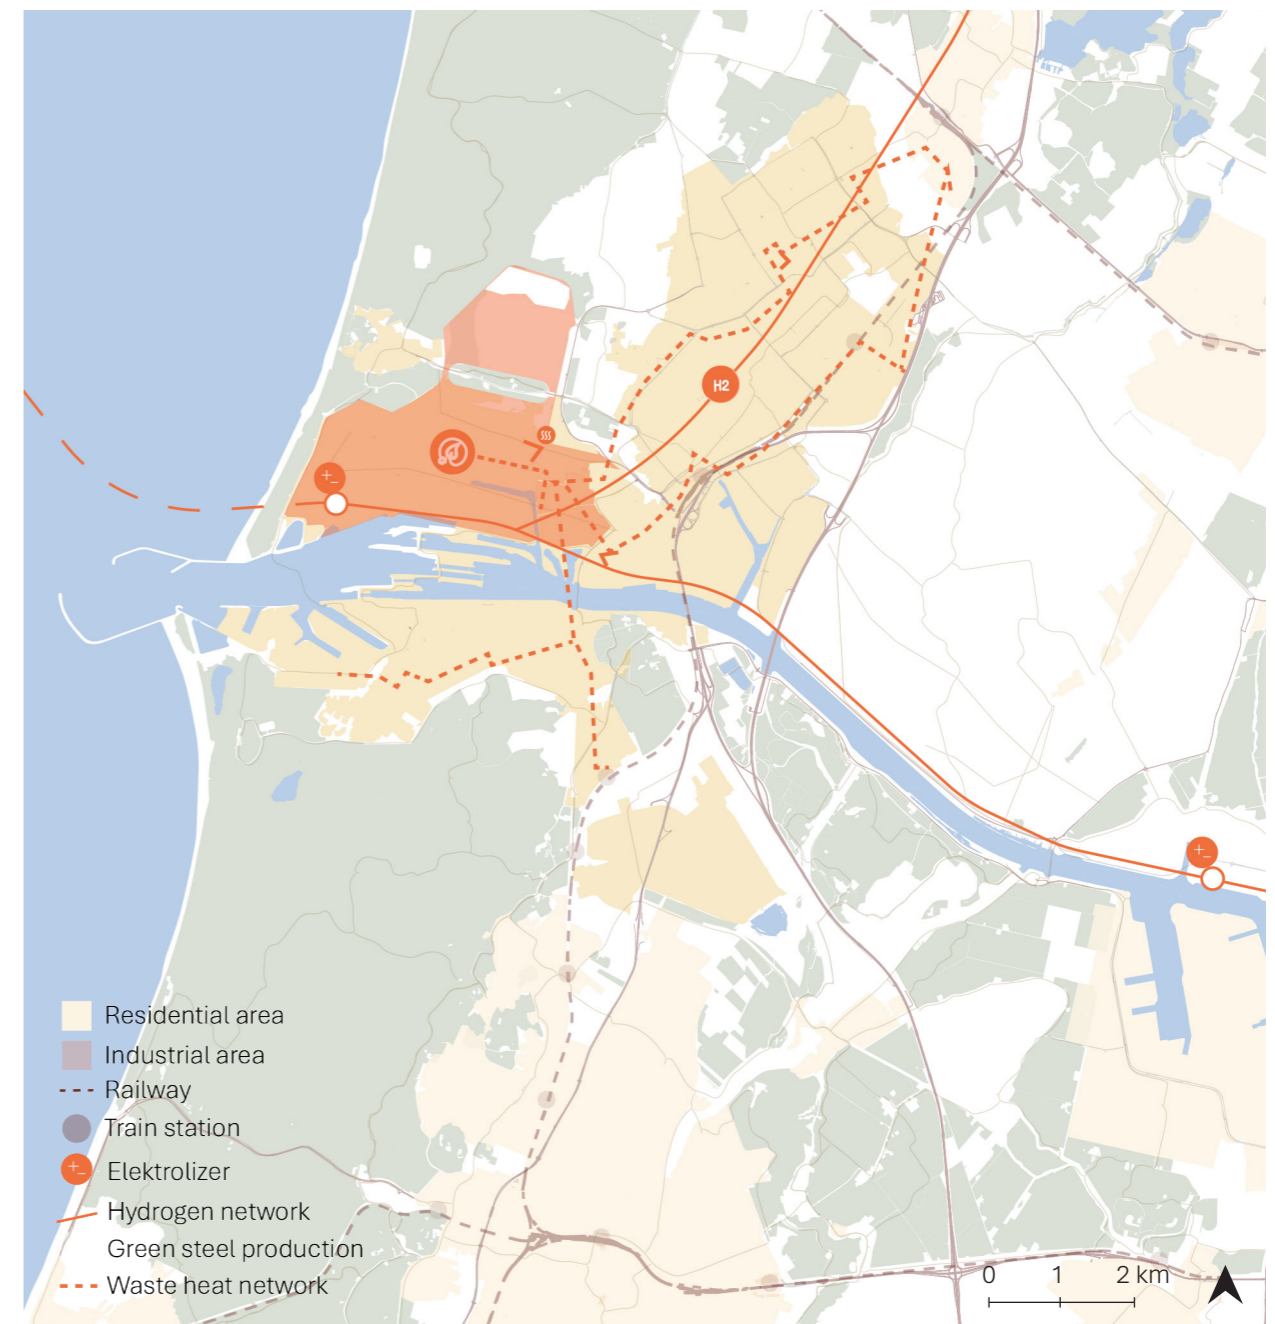 H2
sss
+-
+-
Residential area
Industrial area
Railway
Train station
+-
Elektrolizer
Hydrogen network
Green steel production
Waste heat network
0 1 2 km